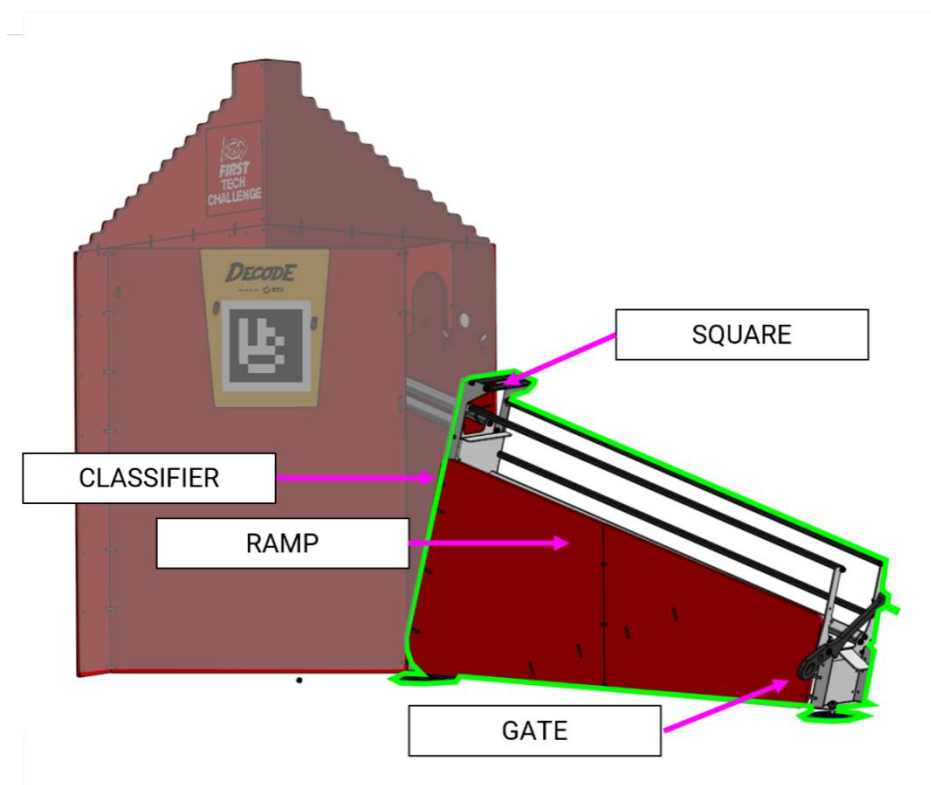 FIRST
TECH
CHALLENGE
DECODE
SQUARE
CLASSIFIER
RAMP
GATE